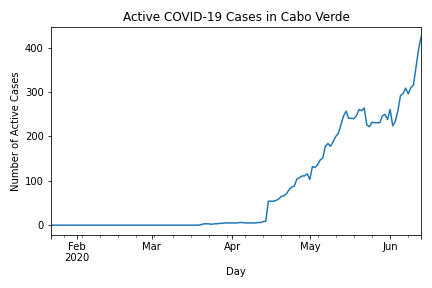 Active COVID-19 Cases in Cabo Verde
Number of Active Cases
400
300
200
100
0
Feb Mar Apr May Jun
2020
Day